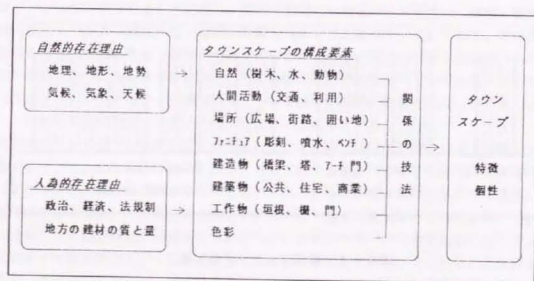 自然的存在理由
地理、地形、地勢
気候、気象、天候
人為的存在理由
政治、経済、法規制
地方の建材の質と量
タウンスケープの構成要素
自然（樹木、水、動物）
人間活動（交通、利用）
場所（広場、街路、囲い地）
ファニチュア（彫刻、噴水、ベンチ）
建造物（橋梁、塔、アーチ門）
建築物（公共、住宅、商業）
工作物（垣根、柵、門）
色彩
関係の技法
タウン
スケープ
特徴
個性